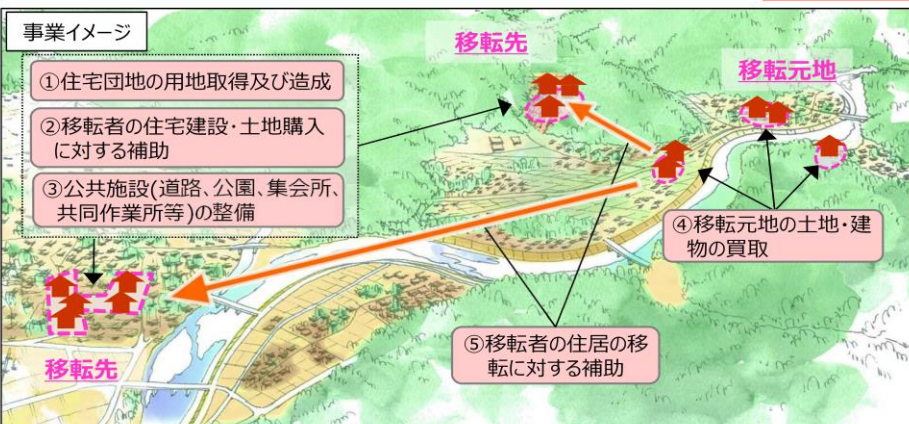 事業イメージ
①住宅団地の用地取得及び造成
②移転者の住宅建設・土地購入
に対する補助
③公共施設(道路、公園、集会所、
共同作業所等)の整備
移転先
移転元地
④移転元地の土地・建
物の買取
⑤移転者の住居の移
転に対する補助
移転先